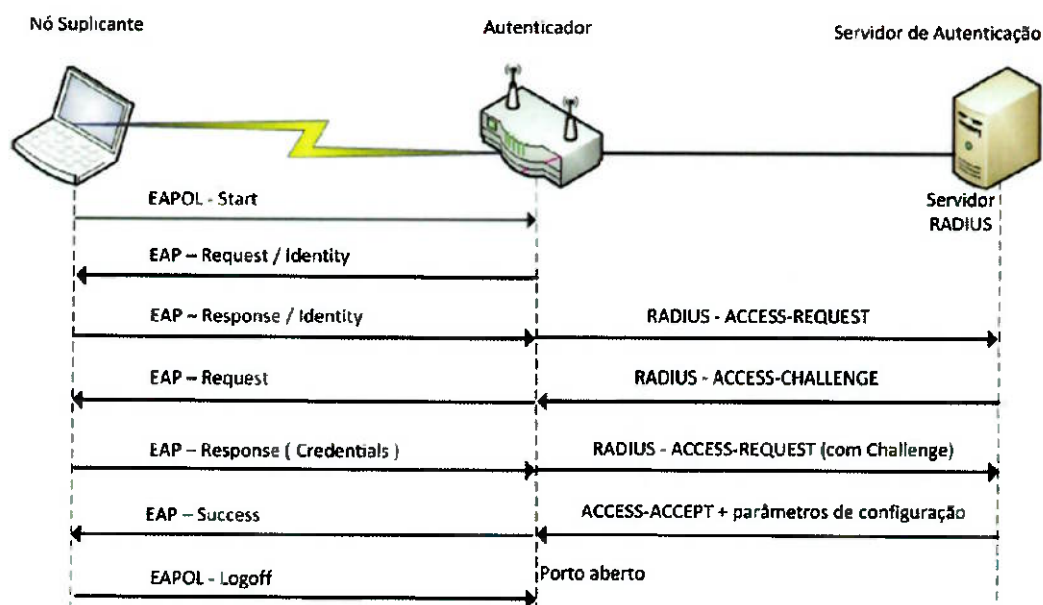 Nó Suplicante
Autenticador
Servidor de Autenticação
Servidor
RADIUS
EAPOL - Start
EAP – Request / Identity
EAP – Response / Identity
RADIUS - ACCESS-REQUEST
EAP – Request
RADIUS - ACCESS-CHALLENGE
EAP – Response ( Credentials )
RADIUS - ACCESS-REQUEST (com Challenge)
EAP – Success
ACCESS-ACCEPT + parâmetros de configuração
EAPOL - Logoff
Porto aberto